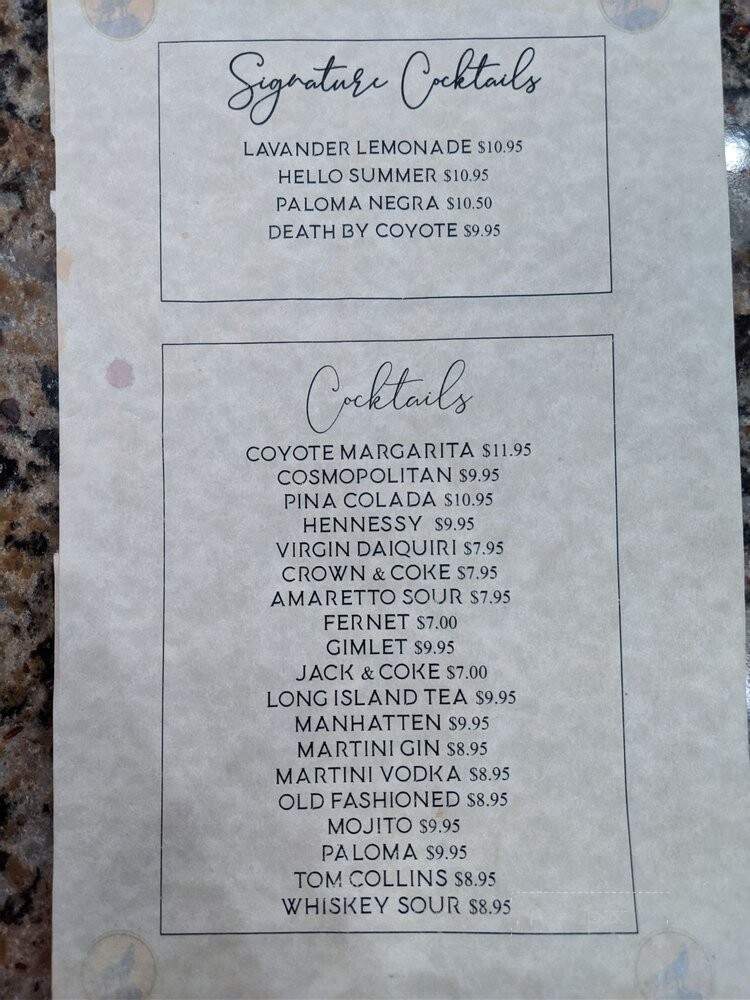 Signature Cocktails
LAVANDER LEMONADE $10.95
HELLO SUMMER $10.95
PALOMA NEGRA $10.50
DEATH BY COYOTE $9.95
Cocktails
COYOTE MARGARITA $11.95
COSMOPOLITAN $9.95
PINA COLADA $10.95
HENNESSY $9.95
VIRGIN DAIQUIRI $7.95
CROWN & COKE $7.95
AMARETTO SOUR $7.95
FERNET $7.00
GIMLET $9.95
JACK & COKE $7.00
LONG ISLAND TEA $9.95
MANHATTEN $9.95
MARTINI GIN $8.95
MARTINI VODKA $8.95
OLD FASHIONED $8.95
MOJITO $9.95
PALOMA $9.95
TOM COLLINS $8.95
WHISKEY SOUR $8.95